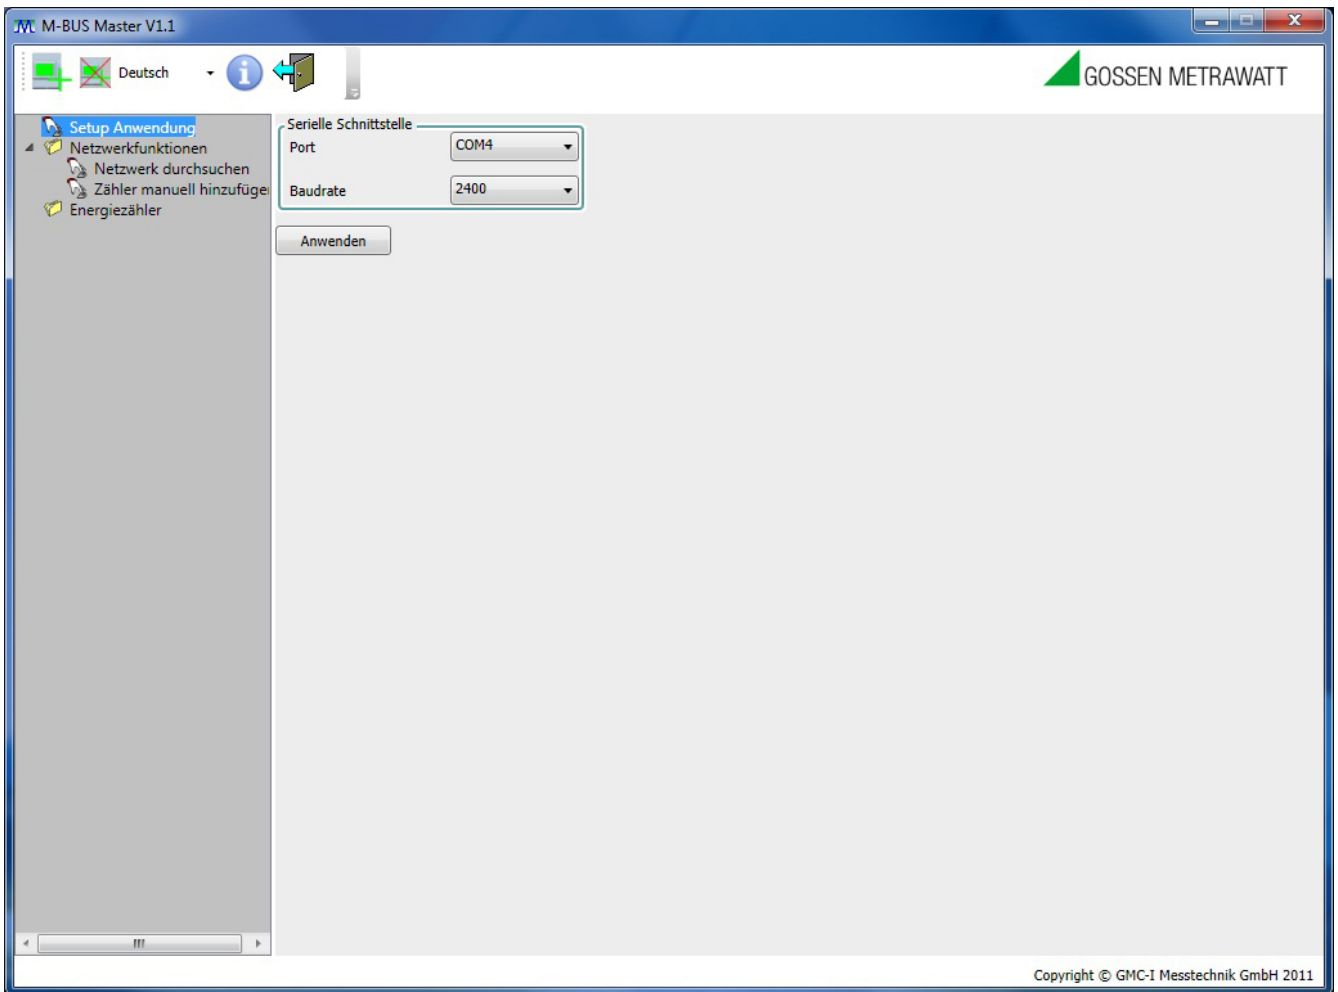 M-BUS Master V1.1
Deutsch
GOSSEN METRAWATT
Setup Anwendung
Netzwerkfunktionen
Netzwerk durchsuchen
Zähler manuell hinzufüge
Energiezähler
Serielle Schnittstelle
Port
COM4
Baudrate
2400
Anwenden
Copyright © GMC-I Messtechnik GmbH 2011